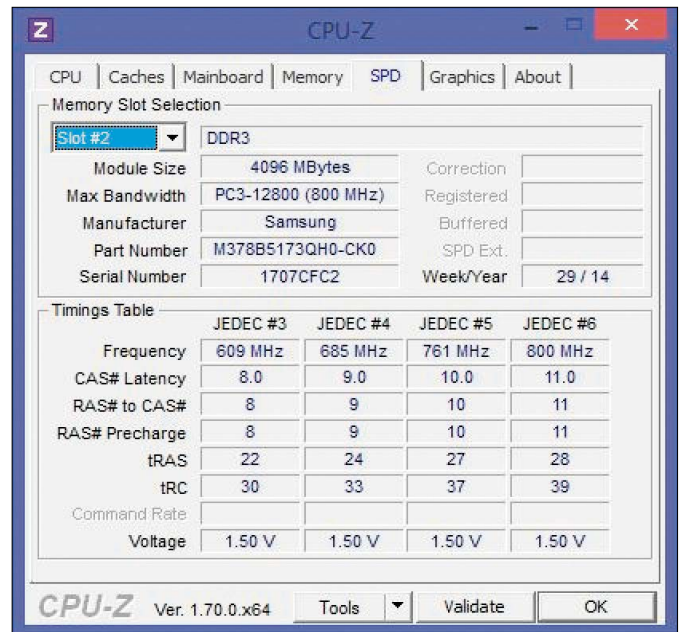 Z CPU-Z
CPU Caches Mainboard Memory SPD Graphics About
Memory Slot Selection
Slot #2 DDR3
Module Size 4096 MBytes Correction
Max Bandwidth PC3-12800 (800 MHz) Registered
Manufacturer Samsung Buffered
Part Number M378B5173QH0-CK0 SPD Ext.
Serial Number 1707CFC2 Week/Year 29 / 14
Timings Table
JEDEC #3 JEDEC #4 JEDEC #5 JEDEC #6
Frequency 609 MHz 685 MHz 761 MHz 800 MHz
CAS# Latency 8.0 9.0 10.0 11.0
RAS# to CAS# 8 9 10 11
RAS# Precharge 8 9 10 11
tRAS 22 24 27 28
tRC 30 33 37 39
Command Rate
Voltage 1.50 V 1.50 V 1.50 V 1.50 V
CPU-Z Ver. 1.70.0.x64 Tools Validate OK